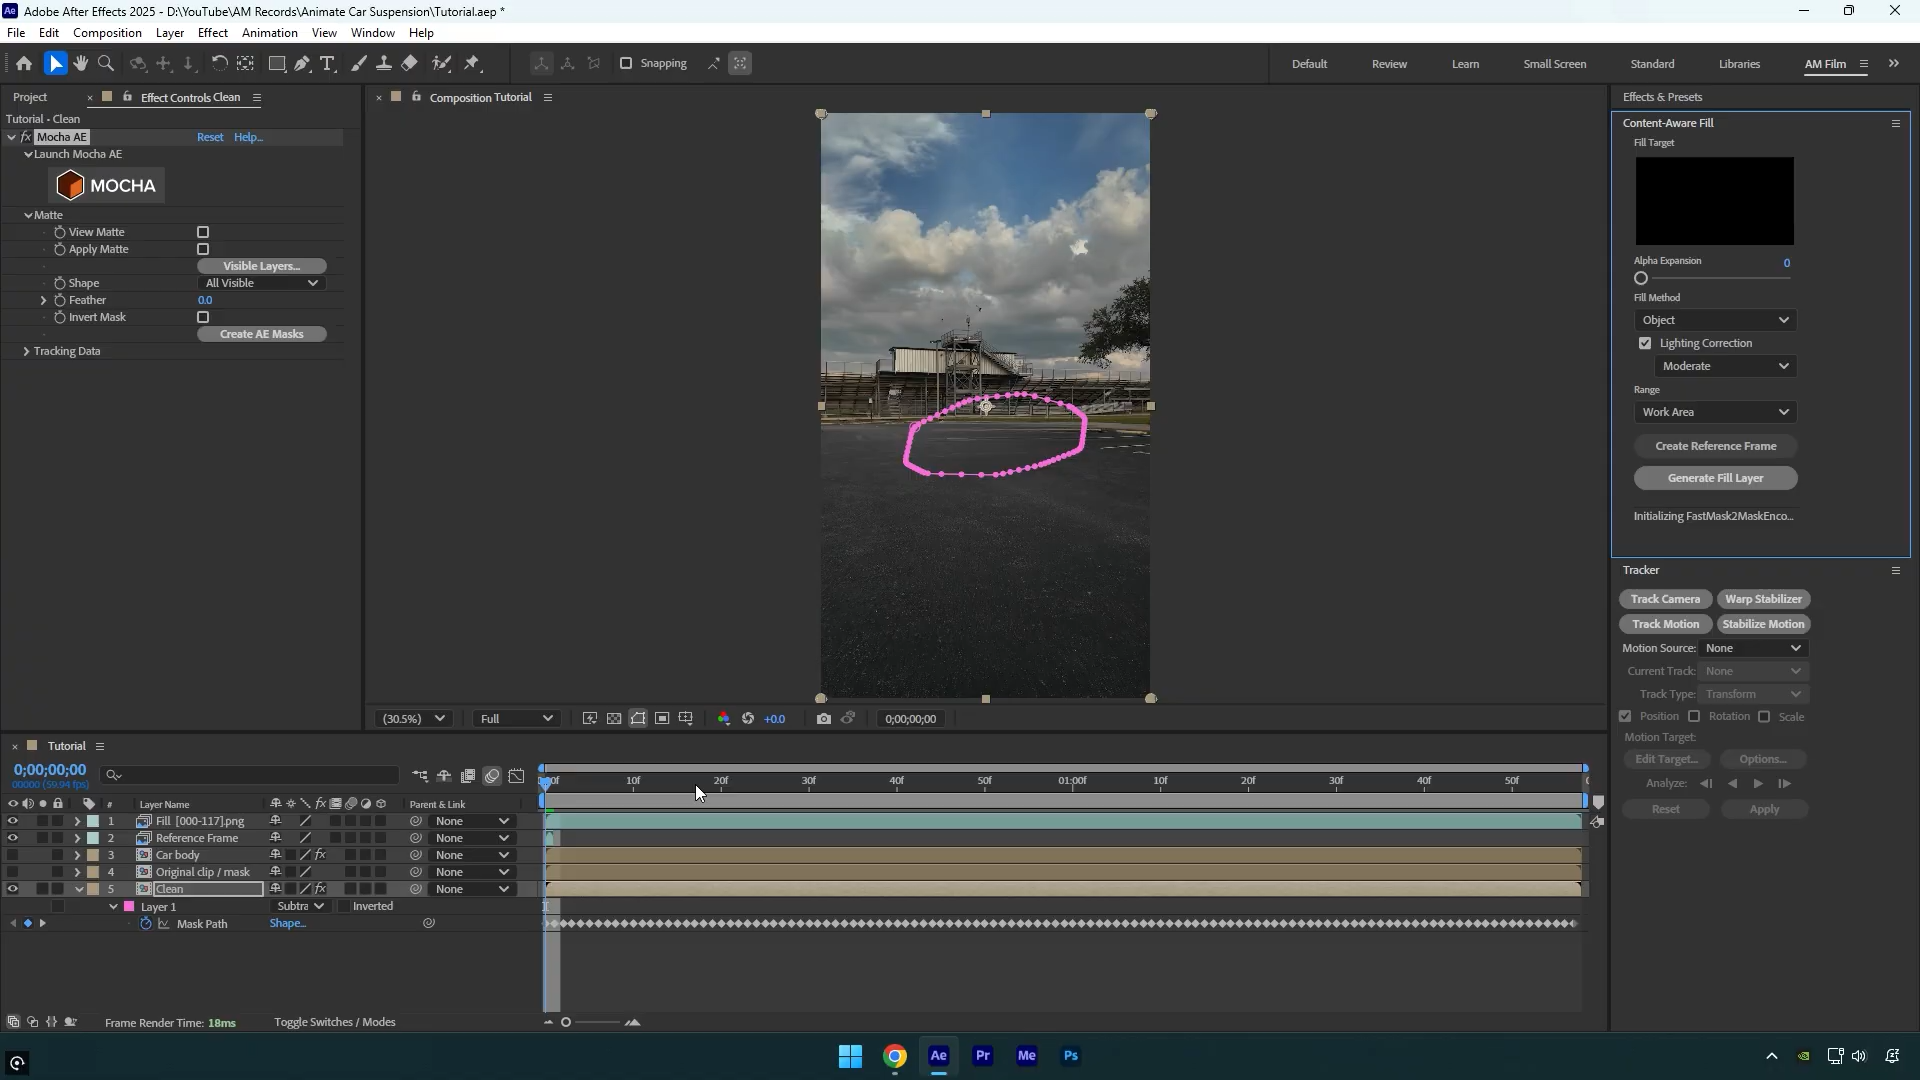 Adobe After Effects 2025 - D:\YouTube\AM Records\Animate Car Suspension\Tutorial.aep *
File Edit Composition Layer Effect Animation View Window Help
Snapping
Default Review Learn Small Screen Standard Libraries AM Film
Project Effect Controls Clean
Tutorial - Clean
fx Mocha AE Reset Help...
Launch Mocha AE
MOCHA
Matte
View Matte
Apply Matte
Visible Layers...
Shape All Visible
Feather 0.0
Invert Mask
Create AE Masks
Tracking Data
Composition Tutorial
(30.5%) Full +0.0 0;00;00;00
Effects & Presets
Content-Aware Fill
Fill Target
Alpha Expansion 0
Fill Method
Object
Lighting Correction
Moderate
Range
Work Area
Create Reference Frame
Generate Fill Layer
Initializing FastMask2MaskEnco...
Tracker
Track Camera Warp Stabilizer
Track Motion Stabilize Motion
Motion Source: None
Current Track: None
Track Type: Transform
Position Rotation Scale
Motion Target:
Edit Target... Options...
Analyze:
Reset Apply
Tutorial
0;00;00;00
00000 (59.94 fps)
10f 20f 30f 40f 50f 01:00f 10f 20f 30f 40f 50f
# Layer Name fx Parent & Link
1 Fill [000-117].png None
2 Reference Frame None
3 Car body fx None
4 Original clip / mask None
5 Clean fx None
Layer 1 Subtra Inverted
Mask Path Shape...
Frame Render Time: 18ms Toggle Switches / Modes
Ae Pr Me Ps